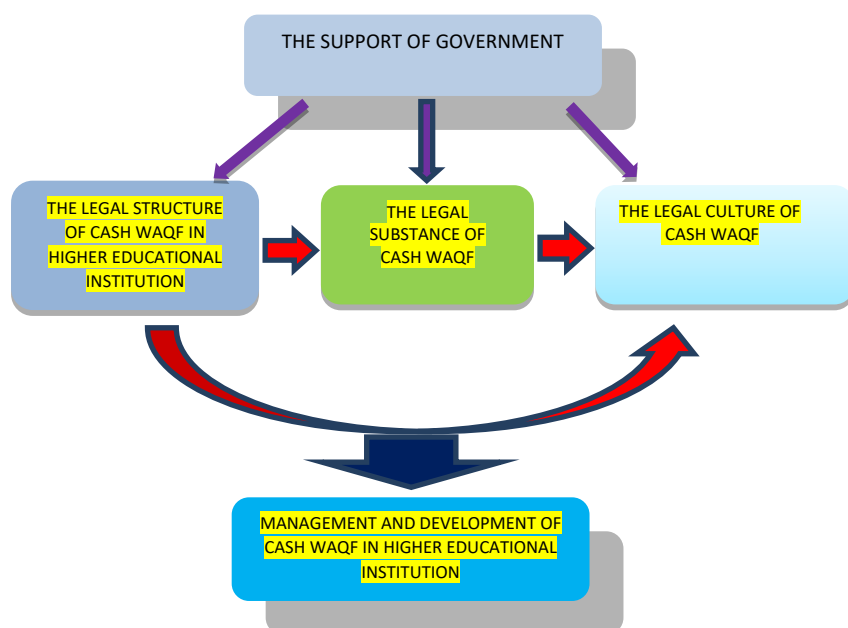 THE SUPPORT OF GOVERNMENT
THE LEGAL STRUCTURE
OF CASH WAQF IN
HIGHER EDUCATIONAL
INSTITUTION
THE LEGAL
SUBSTANCE OF
CASH WAQF
THE LEGAL CULTURE OF
CASH WAQF
MANAGEMENT AND DEVELOPMENT OF
CASH WAQF IN HIGHER EDUCATIONAL
INSTITUTION